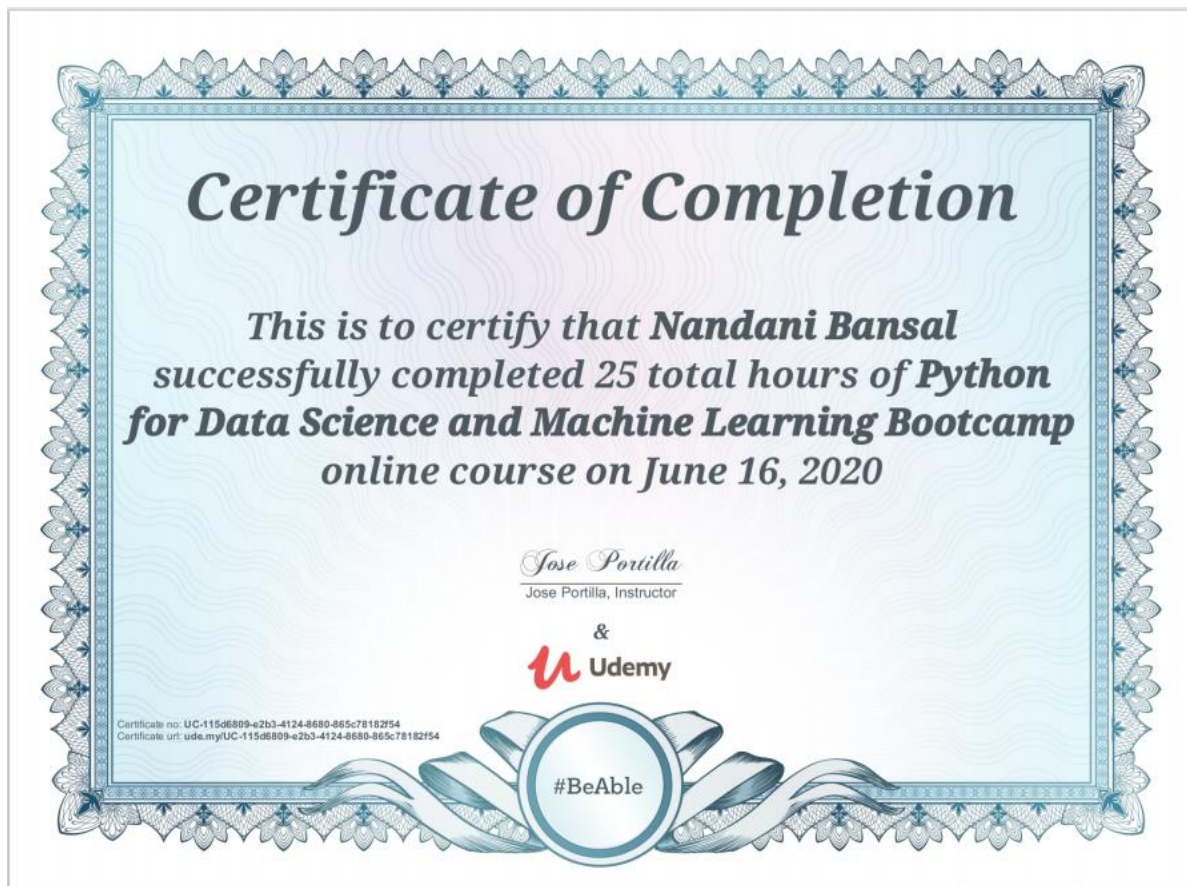 Certificate of Completion
This is to certify that Nandani Bansal
successfully completed 25 total hours of Python
for Data Science and Machine Learning Bootcamp
online course on June 16, 2020
Jose Portilla
Jose Portilla, Instructor
&
Udemy
Certificate no: UC-115d6809-e2b3-4124-8680-865c78182f54
Certificate url: ude.my/UC-115d6809-e2b3-4124-8680-865c78182f54
#BeAble